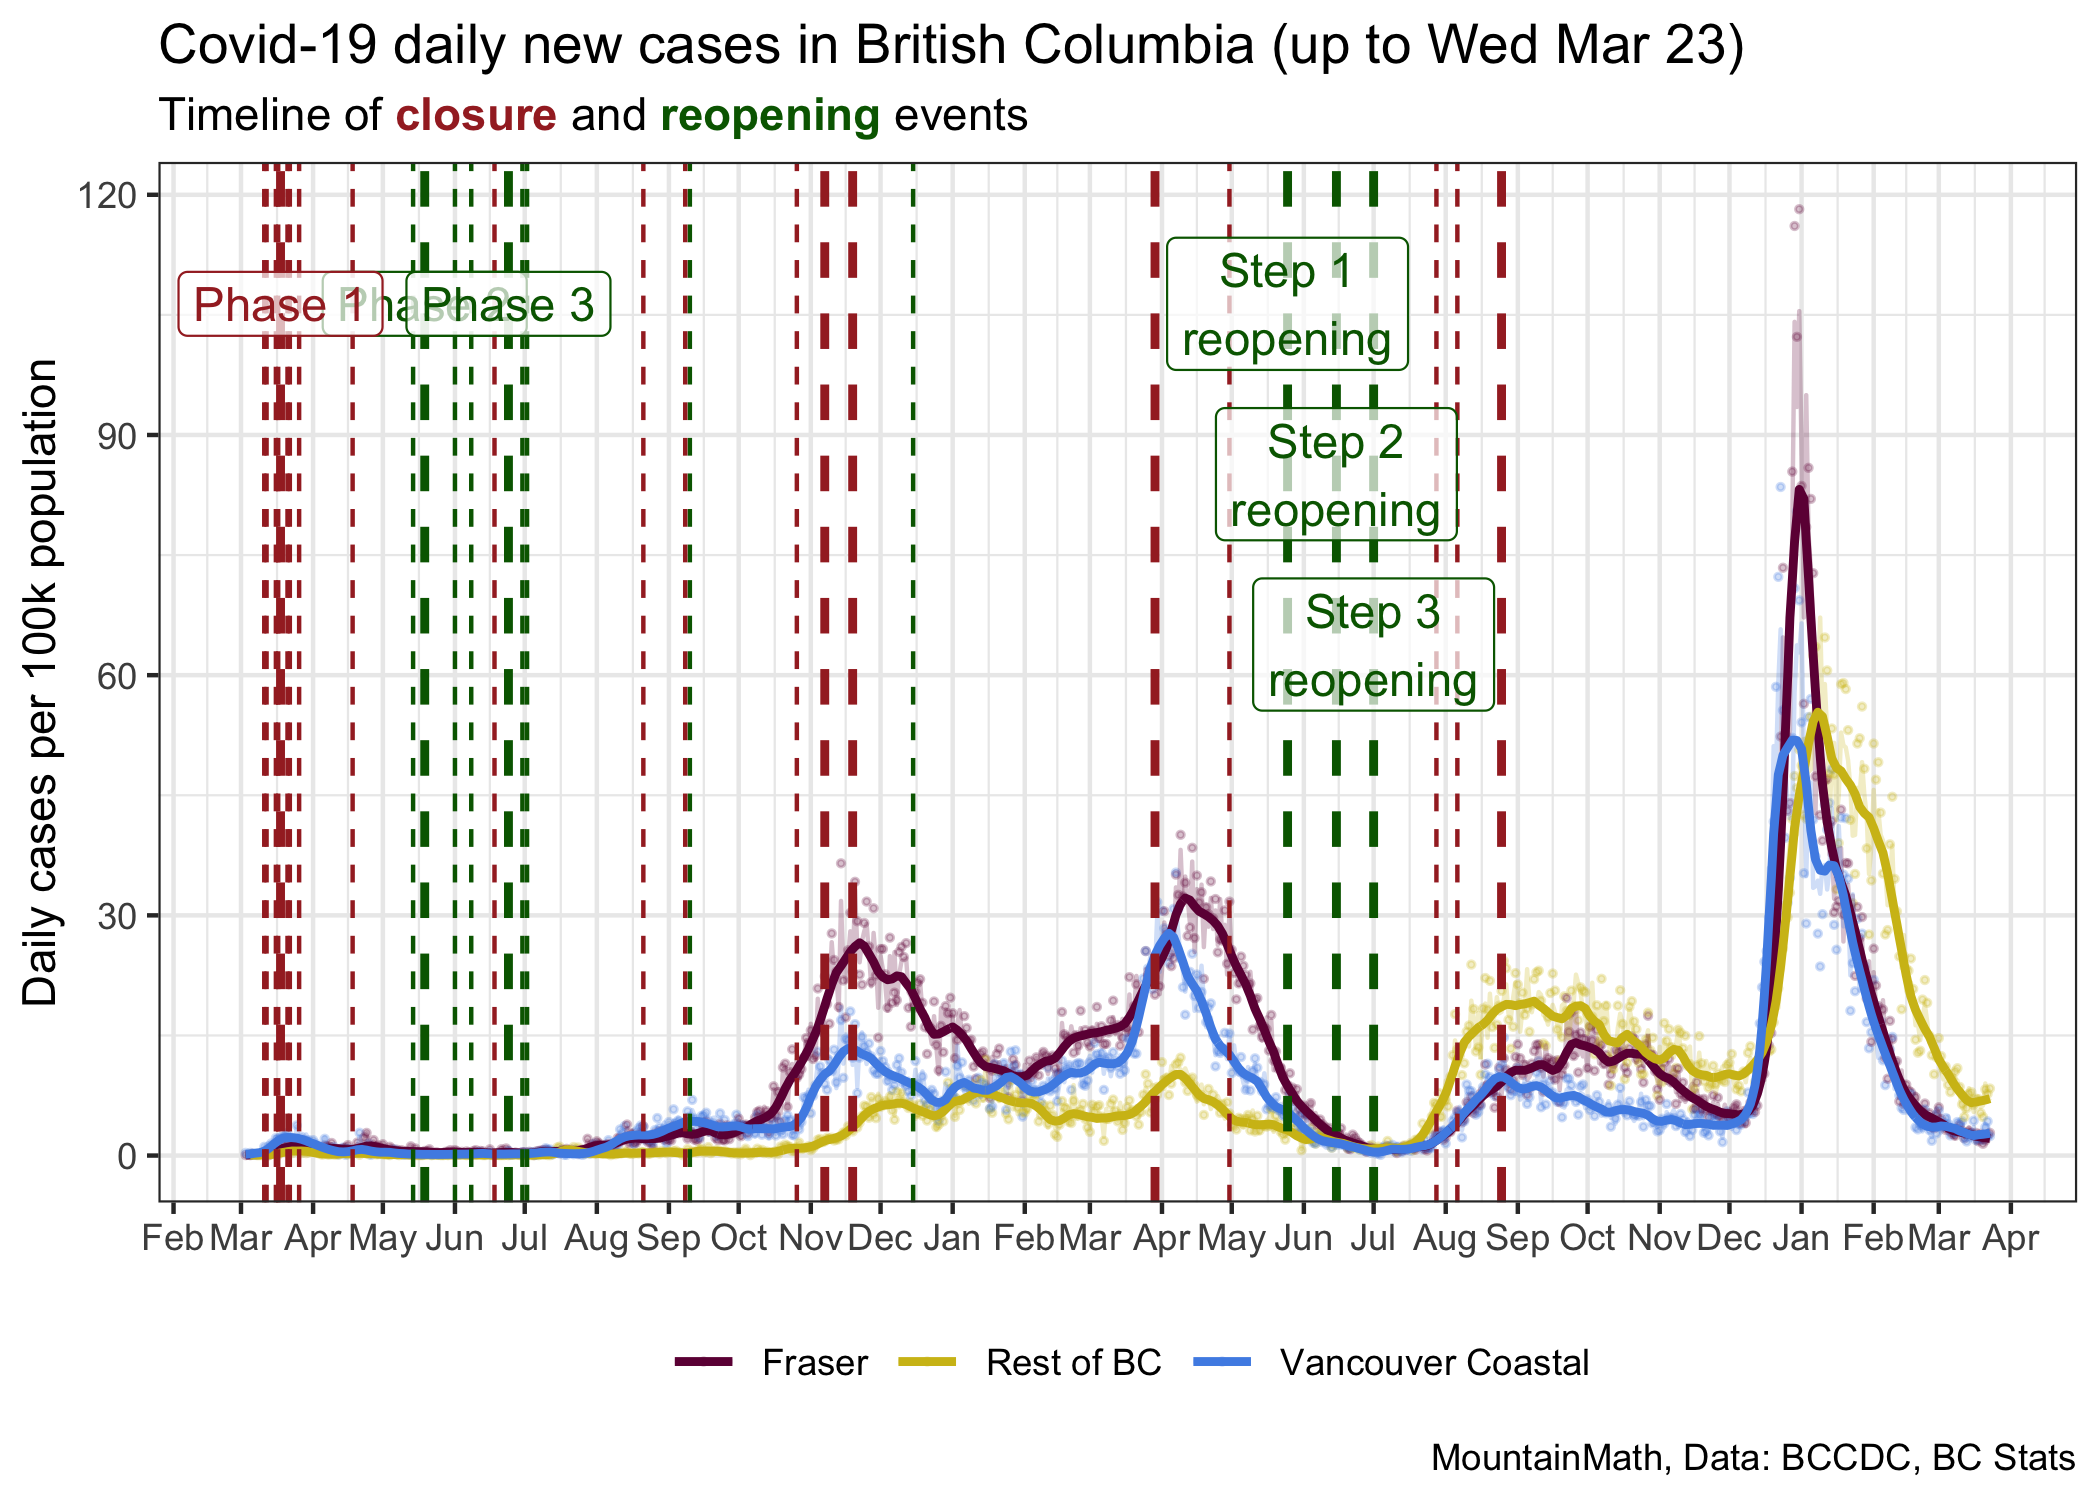 Covid-19 daily new cases in British Columbia (up to Wed Mar 23)
Timeline of closure and reopening events
Daily cases per 100k population
120
90
60
30
0
Phase 1
Phase 2
Phase 3
Step 1
reopening
Step 2
reopening
Step 3
reopening
Feb Mar Apr May Jun Jul Aug Sep Oct Nov Dec Jan Feb Mar Apr May Jun Jul Aug Sep Oct Nov Dec Jan Feb Mar Apr
Fraser Rest of BC Vancouver Coastal
MountainMath, Data: BCCDC, BC Stats